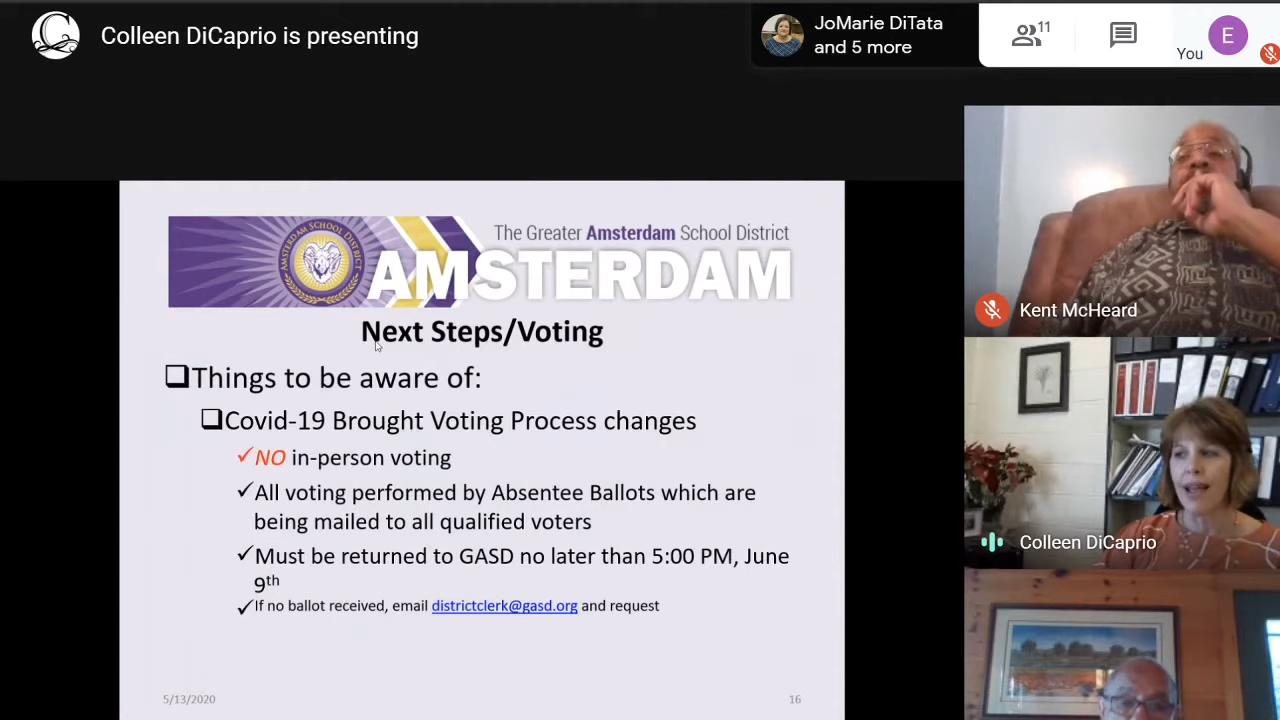 Colleen DiCaprio is presenting
JoMarie DiTata
and 5 more
11
You
E
The Greater Amsterdam School District
AMSTERDAM SCHOOL DISTRICT
AMSTERDAM
Next Steps/Voting
Things to be aware of:
Covid-19 Brought Voting Process changes
NO in-person voting
All voting performed by Absentee Ballots which are
being mailed to all qualified voters
Must be returned to GASD no later than 5:00 PM, June
9th
If no ballot received, email districtclerk@gasd.org and request
5/13/2020
16
Kent McHeard
Colleen DiCaprio